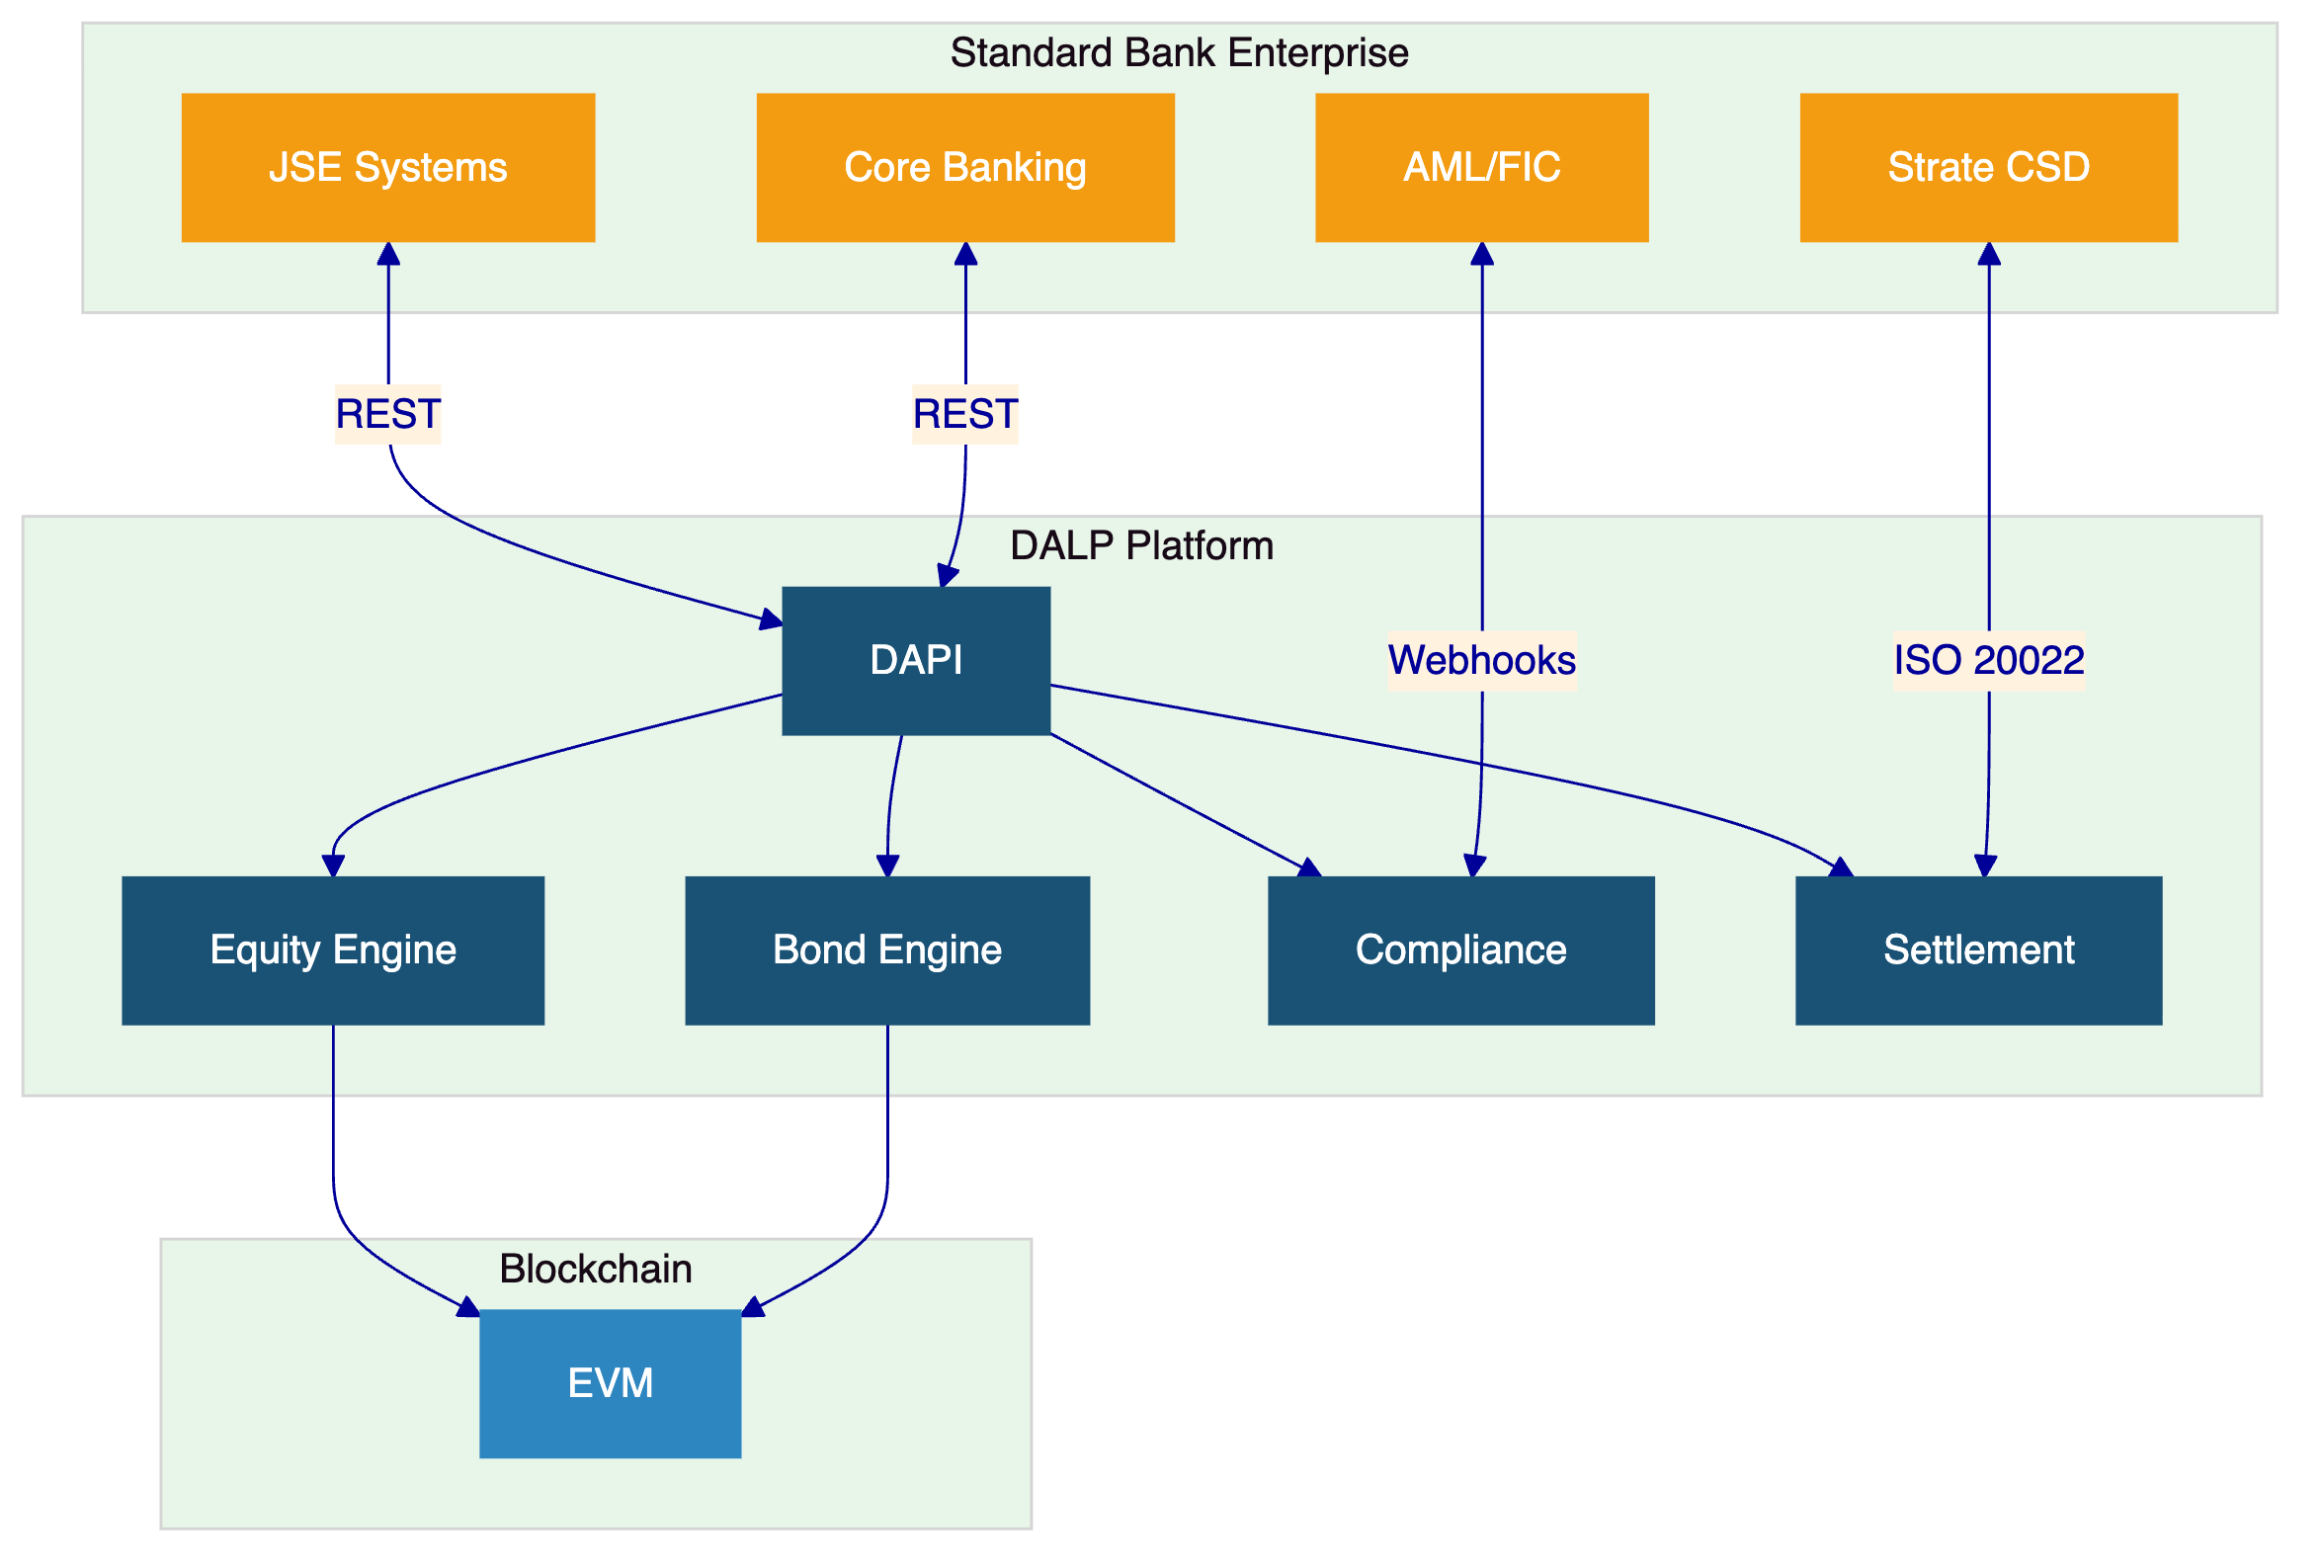 Standard Bank Enterprise
JSE Systems
Core Banking
AML/FIC
Strate CSD
REST
REST
DALP Platform
DAPI
Webhooks
ISO 20022
Equity Engine
Bond Engine
Compliance
Settlement
Blockchain
EVM